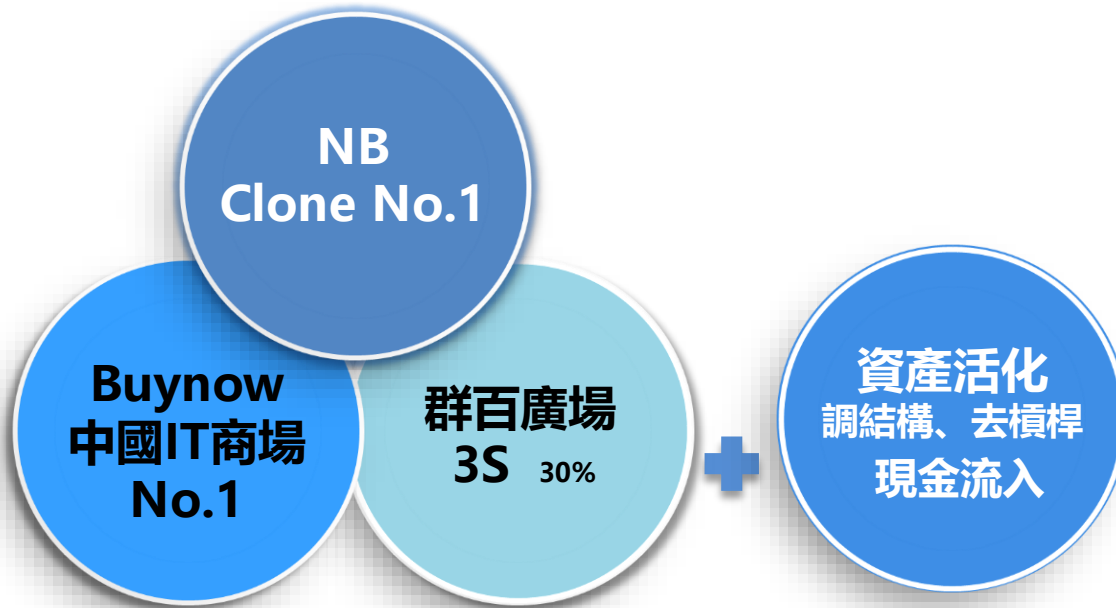 NB
Clone No.1
Buynow
中國IT商場
No.1
群百廣場
3S 30%
資產活化
調結構、去槓桿
現金流入